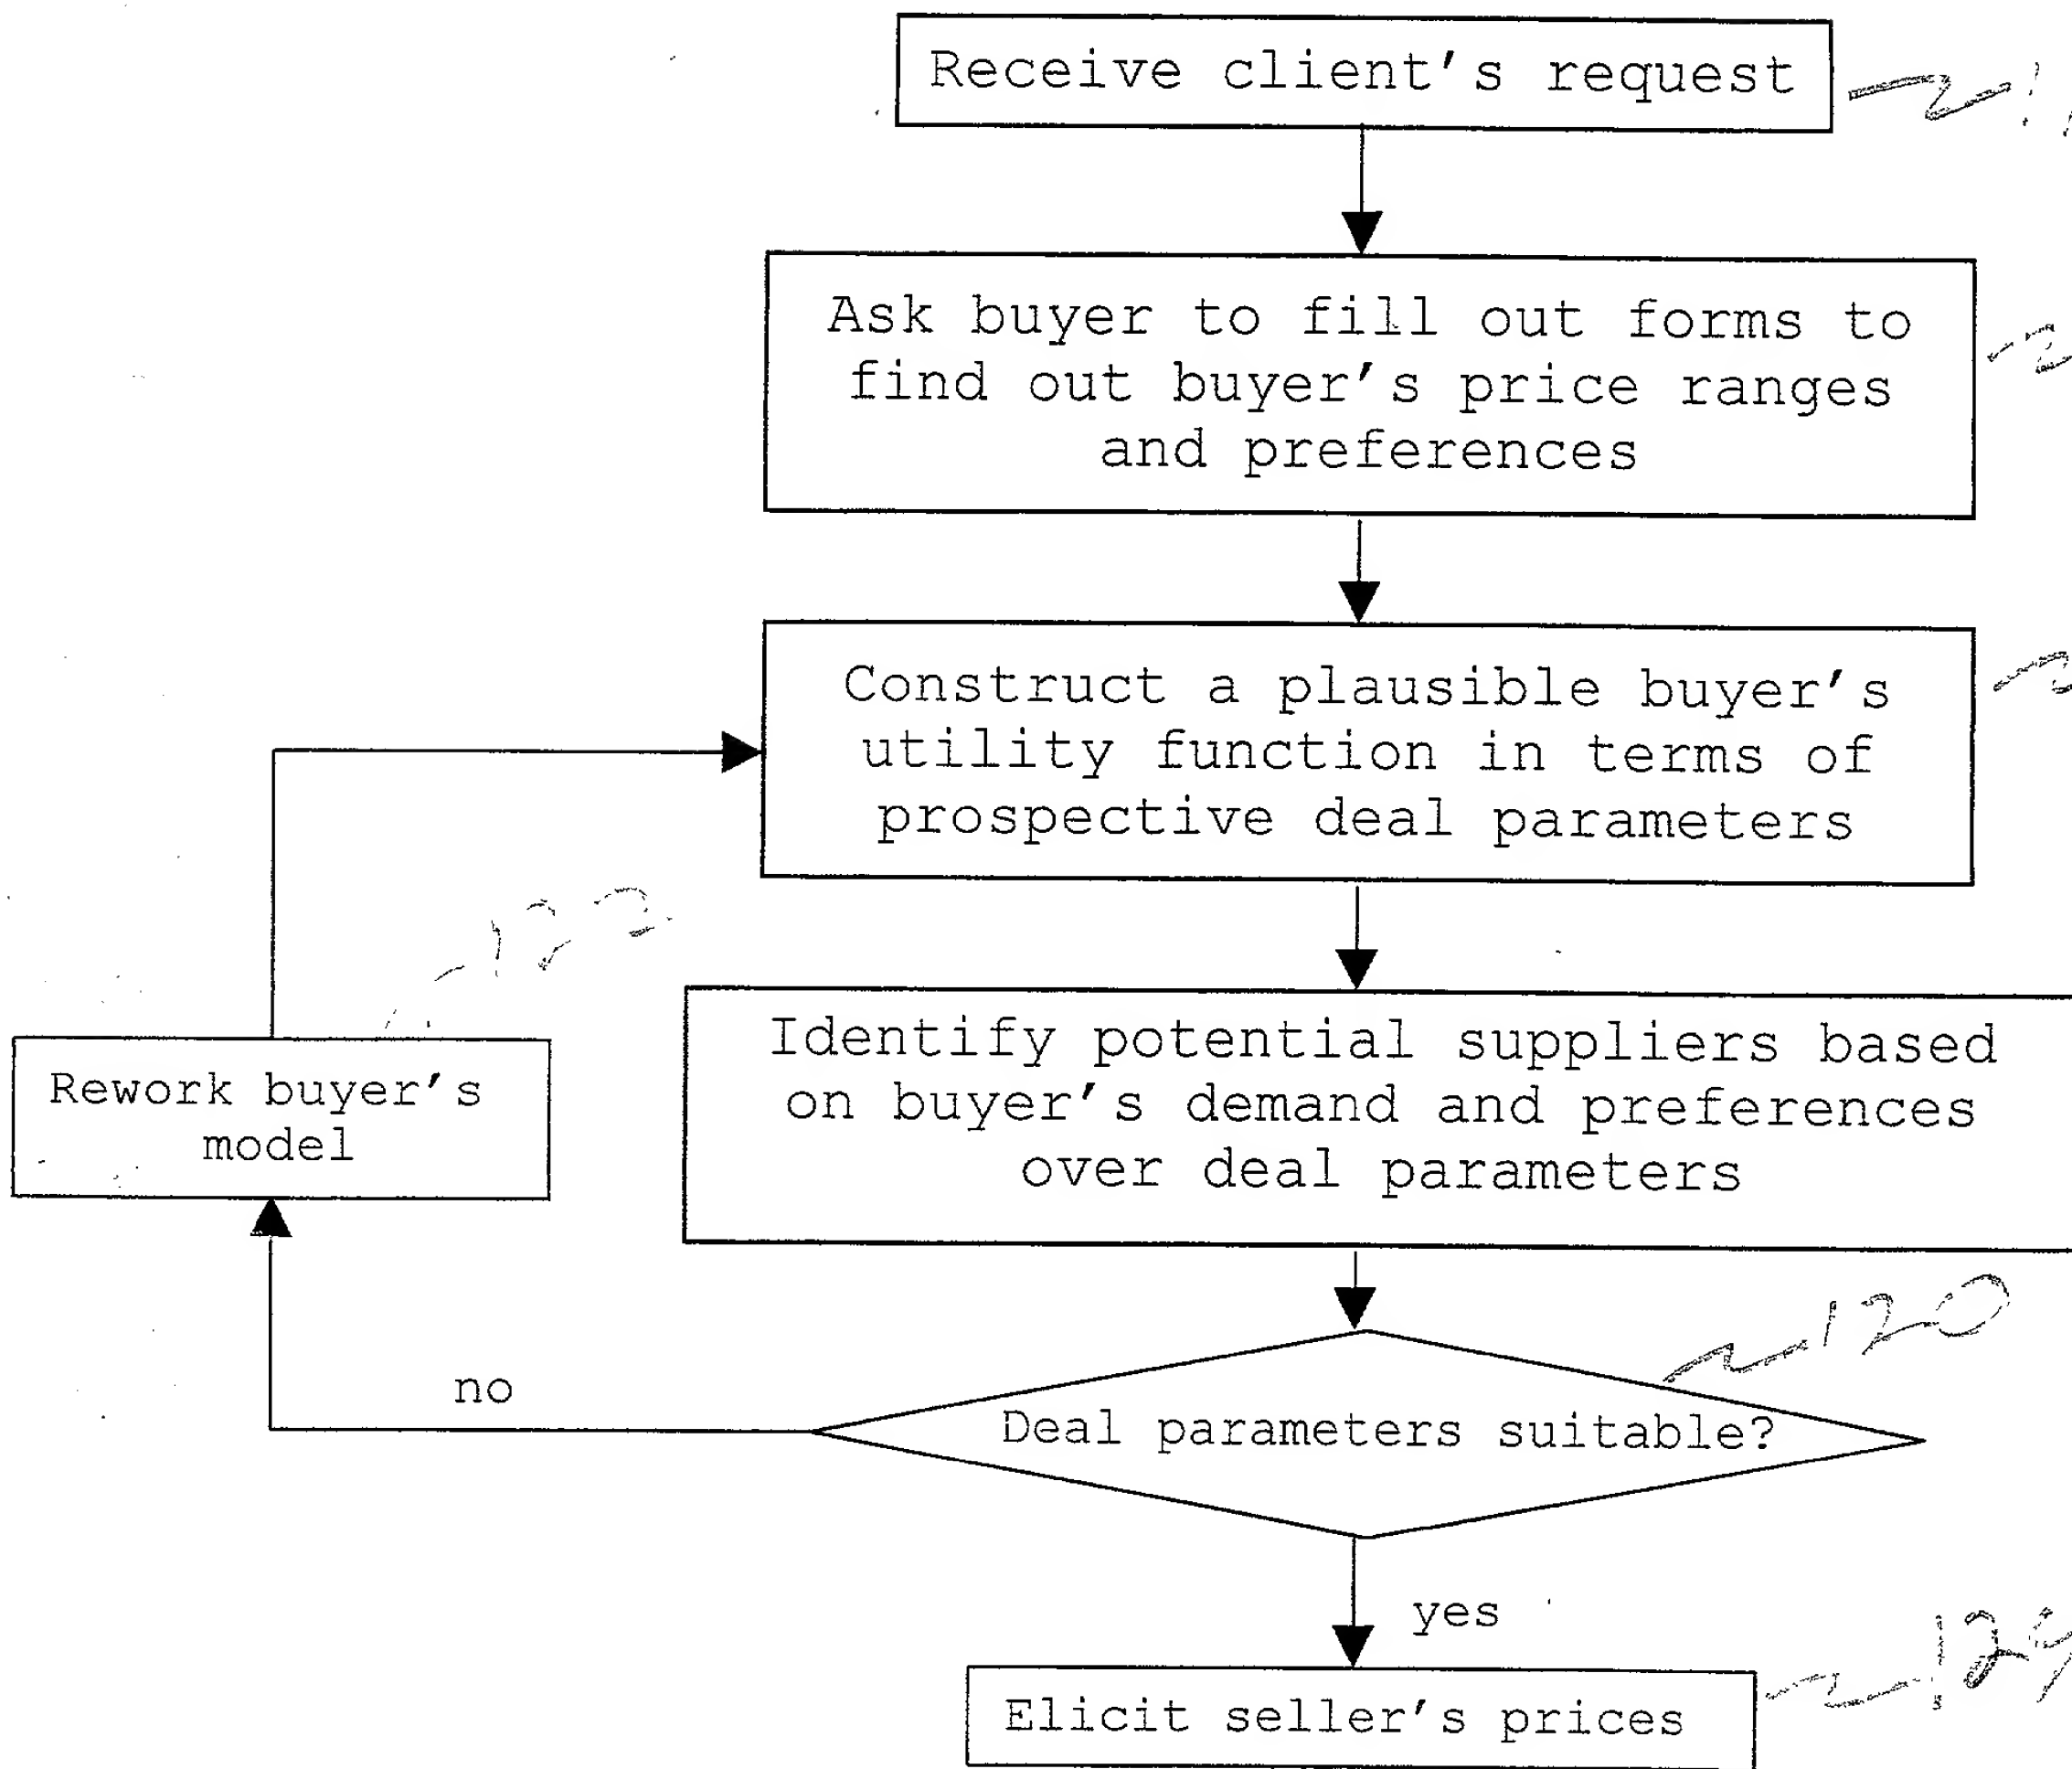 Receive client's request
Ask buyer to fill out forms to
find out buyer's price ranges
and preferences
Construct a plausible buyer's
utility function in terms of
prospective deal parameters
122
Identify potential suppliers based
on buyer's demand and preferences
over deal parameters
Rework buyer's
model
120
no
Deal parameters suitable?
yes
124
Elicit seller's prices